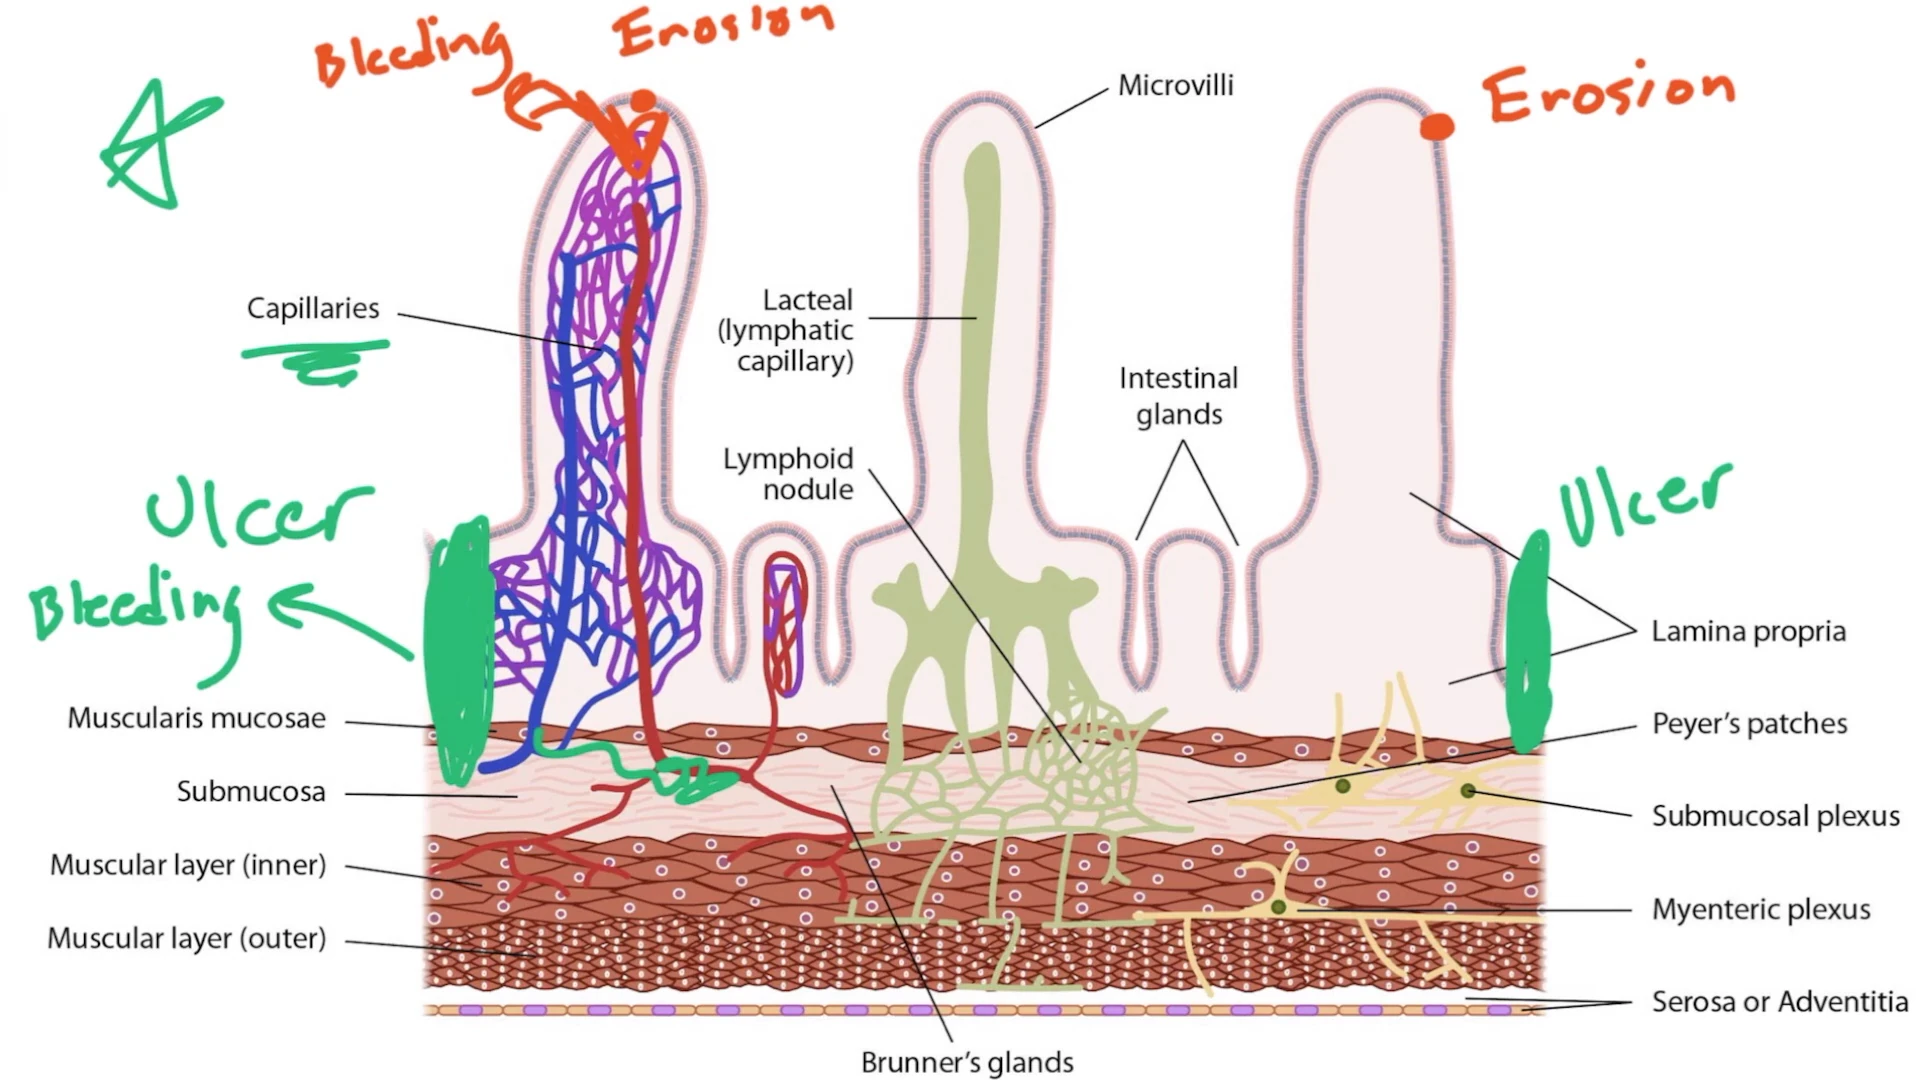 Bleeding
Erosion
Microvilli
Erosion
Capillaries
Lacteal
(lymphatic
capillary)
Intestinal
glands
Lymphoid
nodule
Ulcer
Ulcer
Bleeding
Lamina propria
Muscularis mucosae
Peyer's patches
Submucosa
Submucosal plexus
Muscular layer (inner)
Myenteric plexus
Muscular layer (outer)
Serosa or Adventitia
Brunner's glands